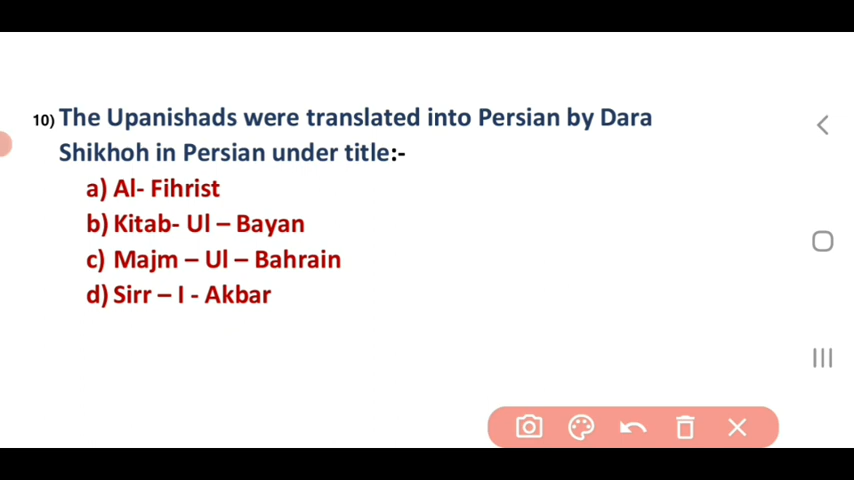 10) The Upanishads were translated into Persian by Dara
Shikhoh in Persian under title:-
a) Al- Fihrist
b) Kitab- Ul – Bayan
c) Majm – Ul – Bahrain
d) Sirr – I - Akbar